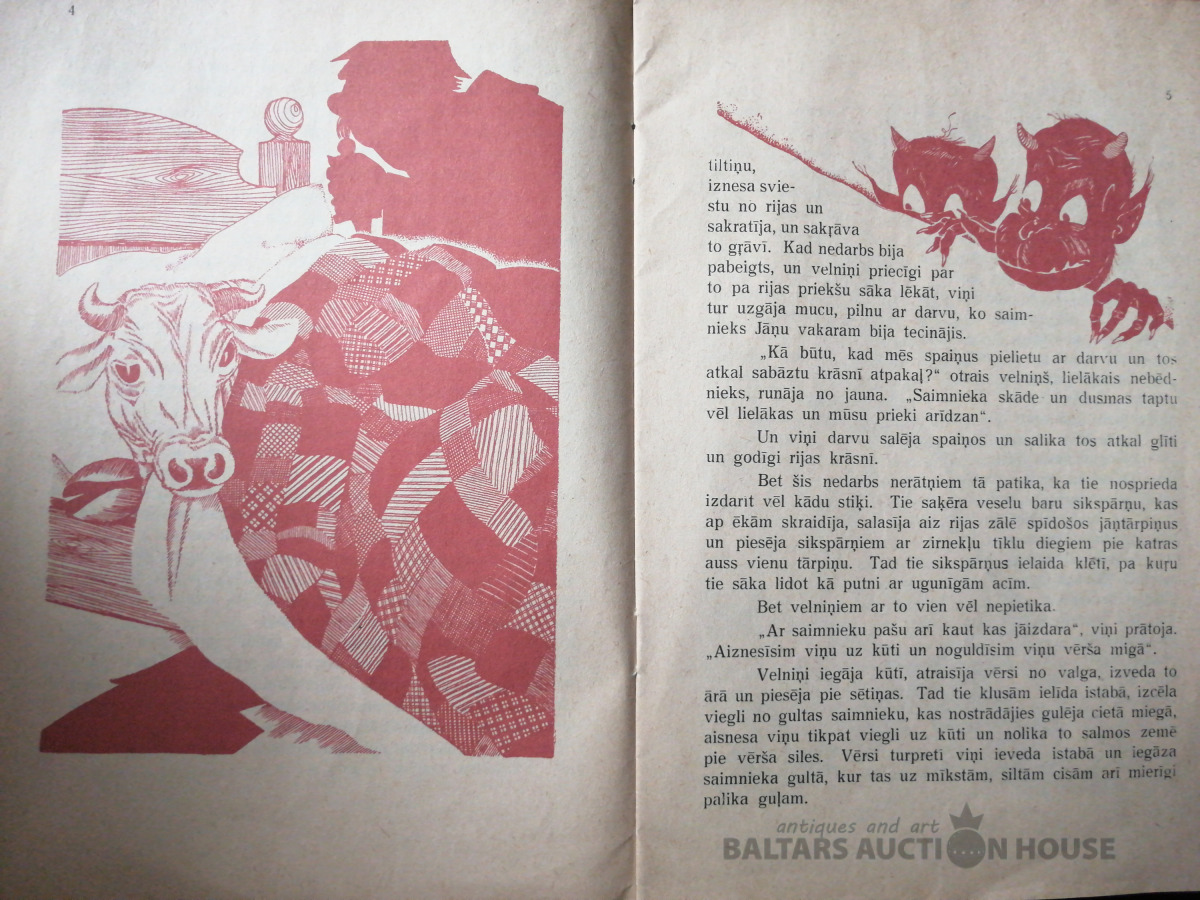 4
5
tiltiņu,
iznesa svie-
stu no rijas un
sakratīja, un sakŗāva
to gŗāvī. Kad nedarbs bija
pabeigts, un velniņi priecīgi par
to pa rijas priekšu sāka lēkāt, viņi
tur uzgāja mucu, pilnu ar darvu, ko saim-
nieks Jāņu vakaram bija tecinājis.
„Kā būtu, kad mēs spaiņus pielietu ar darvu un tos
atkal sabāztu krāsnī atpakaļ?“ otrais velniņš, lielākais nebēd-
nieks, runāja no jauna. „Saimnieka skāde un dusmas taptu
vēl lielākas un mūsu prieki arīdzan“.
Un viņi darvu salēja spaiņos un salika tos atkal glīti
un godīgi rijas krāsnī.
Bet šis nedarbs nerātņiem tā patika, ka tie nosprieda
izdarīt vēl kādu stiķi. Tie saķēra veselu baru sikspārņu, kas
ap ēkām skraidīja, salasīja aiz rijas zālē spīdošos jāņtārpiņus
un piesēja sikspārņiem ar zirnekļu tīklu diegiem pie katras
auss vienu tārpiņu. Tad tie sikspārņus ielaida klētī, pa kuŗu
tie sāka lidot kā putni ar ugunīgām acīm.
Bet velniņiem ar to vien vēl nepietika.
„Ar saimnieku pašu arī kaut kas jāizdara“, viņi prātoja.
„Aiznesīsim viņu uz kūti un noguldīsim viņu vērša migā“.
Velniņi iegāja kūtī, atraisīja vērsi no valga, izveda to
ārā un piesēja pie sētiņas. Tad tie klusām ielīda istabā, izcēla
viegli no gultas saimnieku, kas nostrādājies gulēja cietā miegā,
aisnesa viņu tikpat viegli uz kūti un nolika to salmos zemē
pie vērša siles. Vērsi turpretī viņi ieveda istabā un iegāza
saimnieka gultā, kur tas uz mīkstām, siltām cisām arī mierīgi
palika guļam.
antiques and art
BALTARS AUCTION HOUSE